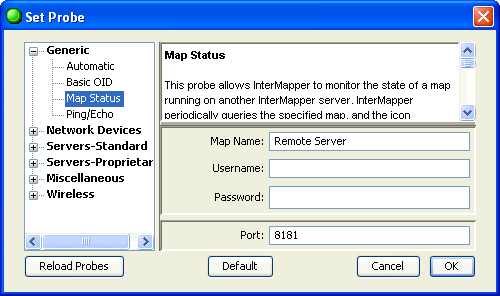 Set Probe
Generic
Automatic
Basic OID
Map Status
Ping/Echo
Network Devices
Servers-Standard
Servers-Proprietar
Miscellaneous
Wireless
Map Status
This probe allows InterMapper to monitor the state of a map
running on another InterMapper server. InterMapper
periodically queries the specified map, and the icon
Map Name: Remote Server
Username:
Password:
Port: 8181
Reload Probes
Default
Cancel
OK